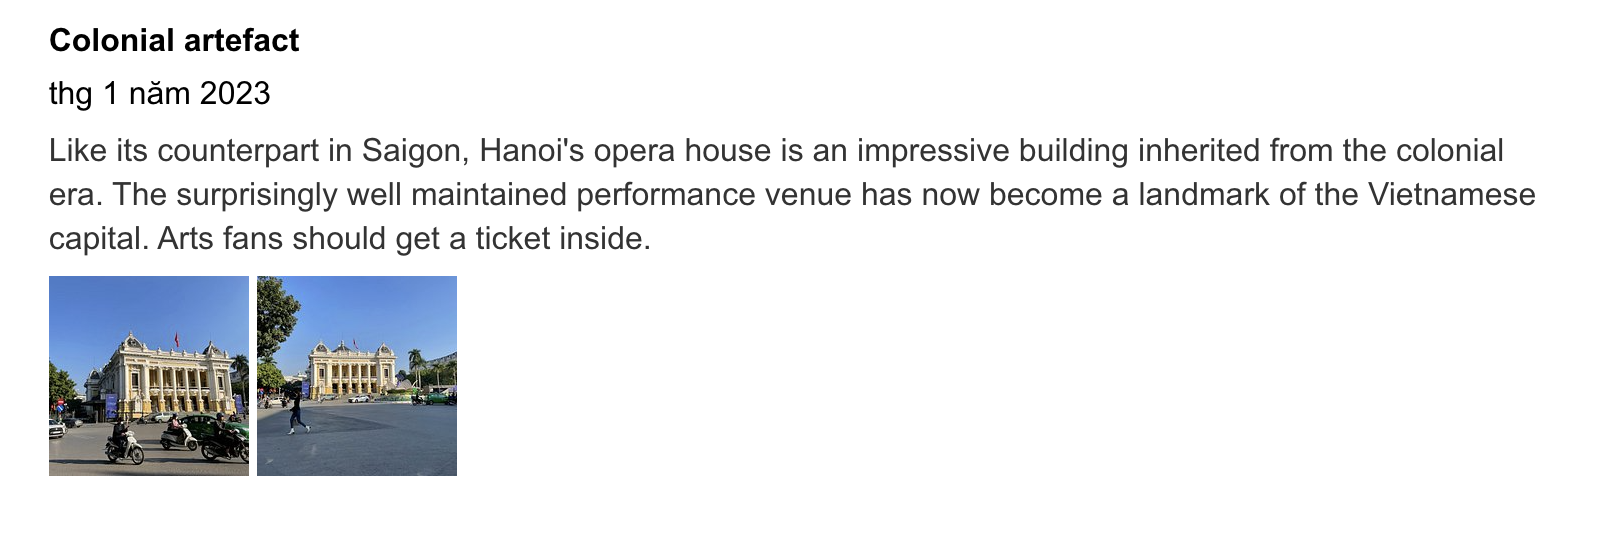 Colonial artefact
thg 1 năm 2023
Like its counterpart in Saigon, Hanoi's opera house is an impressive building inherited from the colonial
era. The surprisingly well maintained performance venue has now become a landmark of the Vietnamese
capital. Arts fans should get a ticket inside.